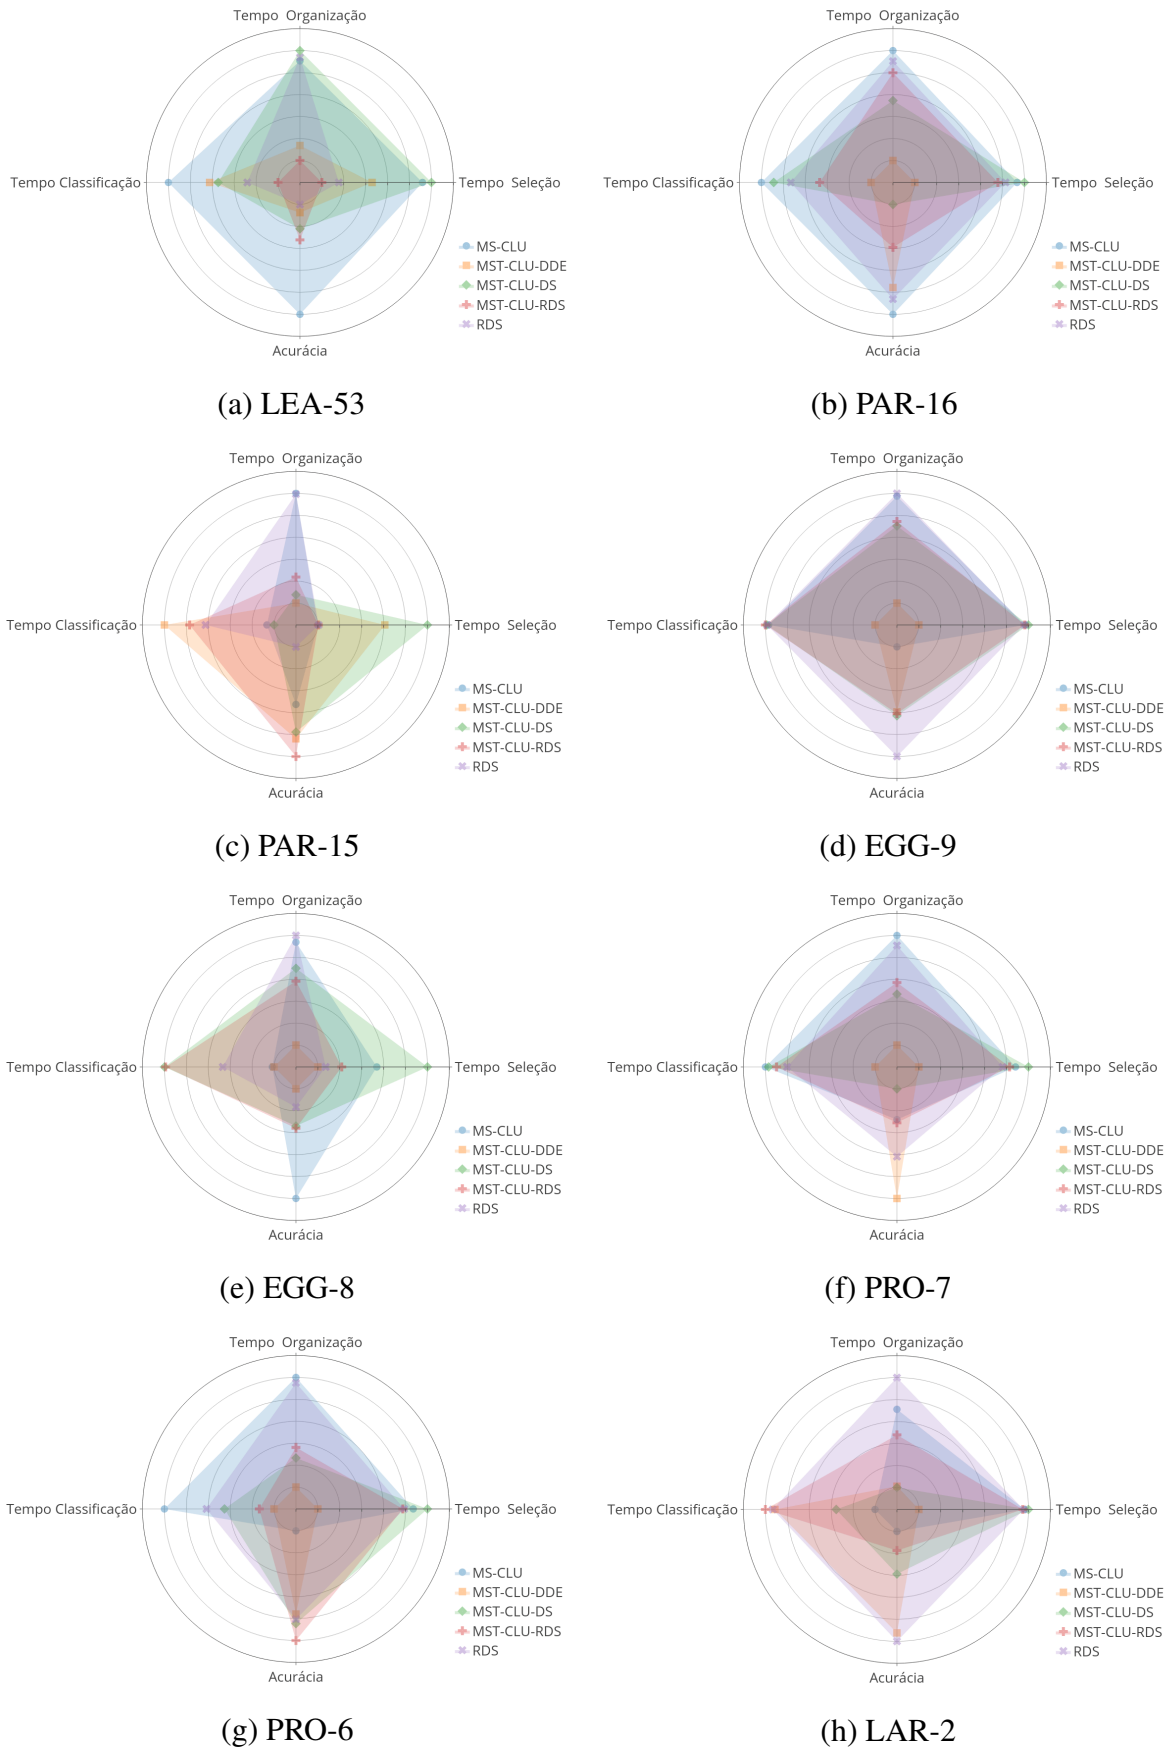 Tempo Organização
Tempo Classificação
Tempo Seleção
Acurácia
MS-CLU
MST-CLU-DDE
MST-CLU-DS
MST-CLU-RDS
RDS
(a) LEA-53
Tempo Organização
Tempo Classificação
Tempo Seleção
Acurácia
MS-CLU
MST-CLU-DDE
MST-CLU-DS
MST-CLU-RDS
RDS
(b) PAR-16
Tempo Organização
Tempo Classificação
Tempo Seleção
Acurácia
MS-CLU
MST-CLU-DDE
MST-CLU-DS
MST-CLU-RDS
RDS
(c) PAR-15
Tempo Organização
Tempo Classificação
Tempo Seleção
Acurácia
MS-CLU
MST-CLU-DDE
MST-CLU-DS
MST-CLU-RDS
RDS
(d) EGG-9
Tempo Organização
Tempo Classificação
Tempo Seleção
Acurácia
MS-CLU
MST-CLU-DDE
MST-CLU-DS
MST-CLU-RDS
RDS
(e) EGG-8
Tempo Organização
Tempo Classificação
Tempo Seleção
Acurácia
MS-CLU
MST-CLU-DDE
MST-CLU-DS
MST-CLU-RDS
RDS
(f) PRO-7
Tempo Organização
Tempo Classificação
Tempo Seleção
Acurácia
MS-CLU
MST-CLU-DDE
MST-CLU-DS
MST-CLU-RDS
RDS
(g) PRO-6
Tempo Organização
Tempo Classificação
Tempo Seleção
Acurácia
MS-CLU
MST-CLU-DDE
MST-CLU-DS
MST-CLU-RDS
RDS
(h) LAR-2